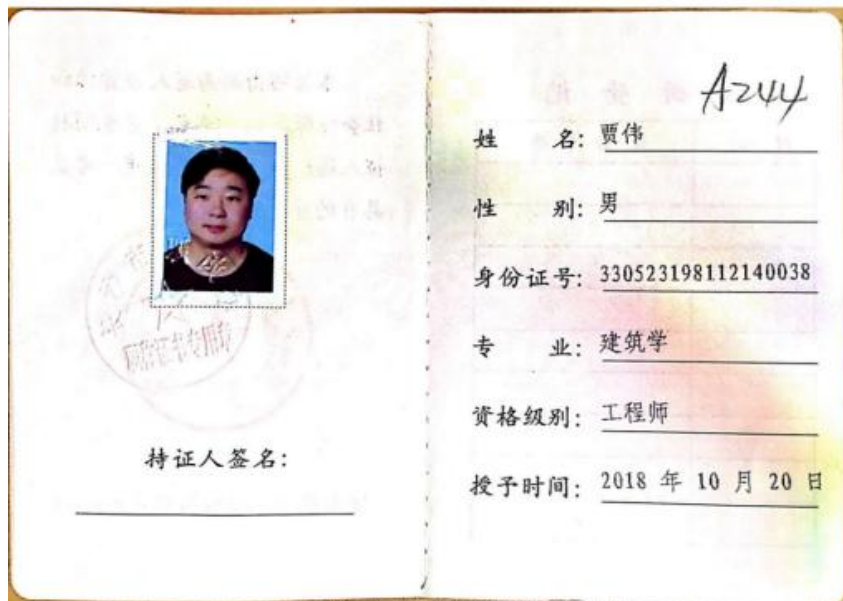 持证人签名:
A244
姓 名: 贾伟
性 别: 男
身份证号: 330523198112140038
专 业: 建筑学
资格级别: 工程师
授予时间: 2018 年 10 月 20 日